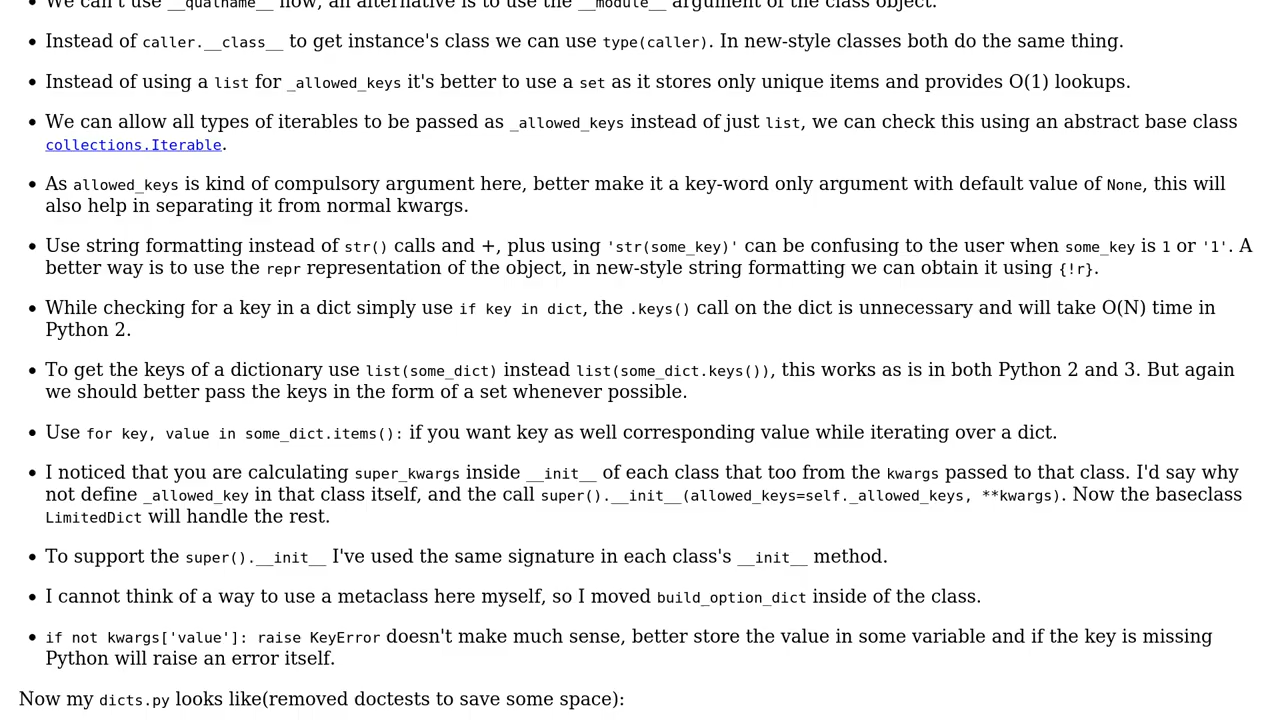 We can't use __qualname__ now, an alternative is to use the __module__ argument of the class object.
Instead of caller.__class__ to get instance's class we can use type(caller). In new-style classes both do the same thing.
Instead of using a list for _allowed_keys it's better to use a set as it stores only unique items and provides O(1) lookups.
We can allow all types of iterables to be passed as _allowed_keys instead of just list, we can check this using an abstract base class
collections.Iterable.
As allowed_keys is kind of compulsory argument here, better make it a key-word only argument with default value of None, this will
also help in separating it from normal kwargs.
Use string formatting instead of str() calls and +, plus using 'str(some_key)' can be confusing to the user when some_key is 1 or '1'. A
better way is to use the repr representation of the object, in new-style string formatting we can obtain it using {!r}.
While checking for a key in a dict simply use if key in dict, the .keys() call on the dict is unnecessary and will take O(N) time in
Python 2.
To get the keys of a dictionary use list(some_dict) instead list(some_dict.keys()), this works as is in both Python 2 and 3. But again
we should better pass the keys in the form of a set whenever possible.
Use for key, value in some_dict.items(): if you want key as well corresponding value while iterating over a dict.
I noticed that you are calculating super_kwargs inside __init__ of each class that too from the kwargs passed to that class. I'd say why
not define _allowed_key in that class itself, and the call super().__init__(allowed_keys=self._allowed_keys, **kwargs). Now the baseclass
LimitedDict will handle the rest.
To support the super().__init__ I've used the same signature in each class's __init__ method.
I cannot think of a way to use a metaclass here myself, so I moved build_option_dict inside of the class.
if not kwargs['value']: raise KeyError doesn't make much sense, better store the value in some variable and if the key is missing
Python will raise an error itself.
Now my dicts.py looks like(removed doctests to save some space):